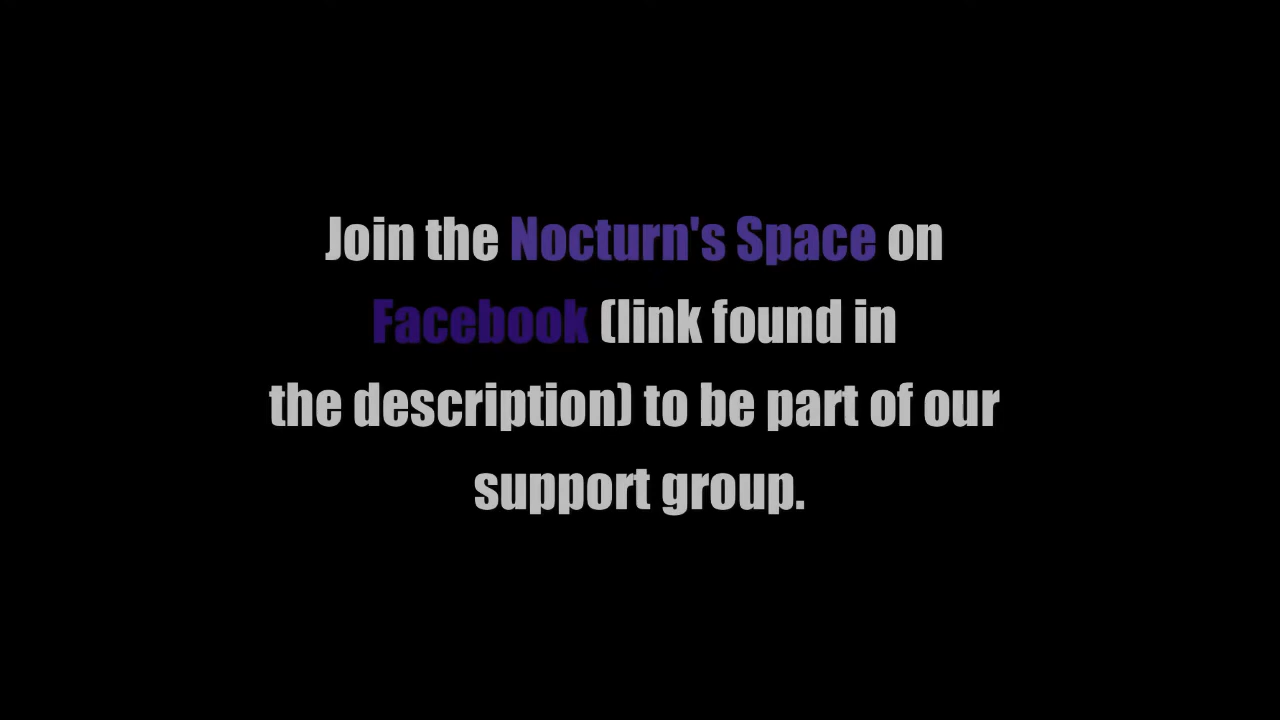 Join the Nocturn's Space on
Facebook (link found in
the description) to be part of our
support group.